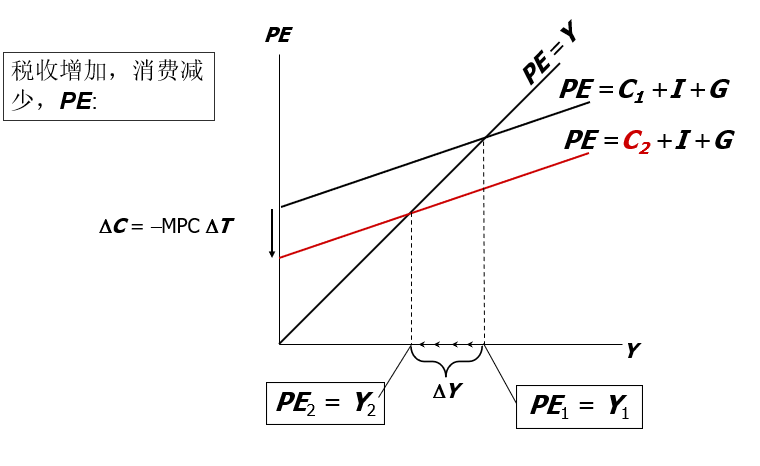 PE
PE = Y
税收增加，消费减
少，PE:
PE = C₁ + I + G
PE = C₂ + I + G
ΔC = −MPC ΔT
Y
ΔY
PE₂ = Y₂
PE₁ = Y₁